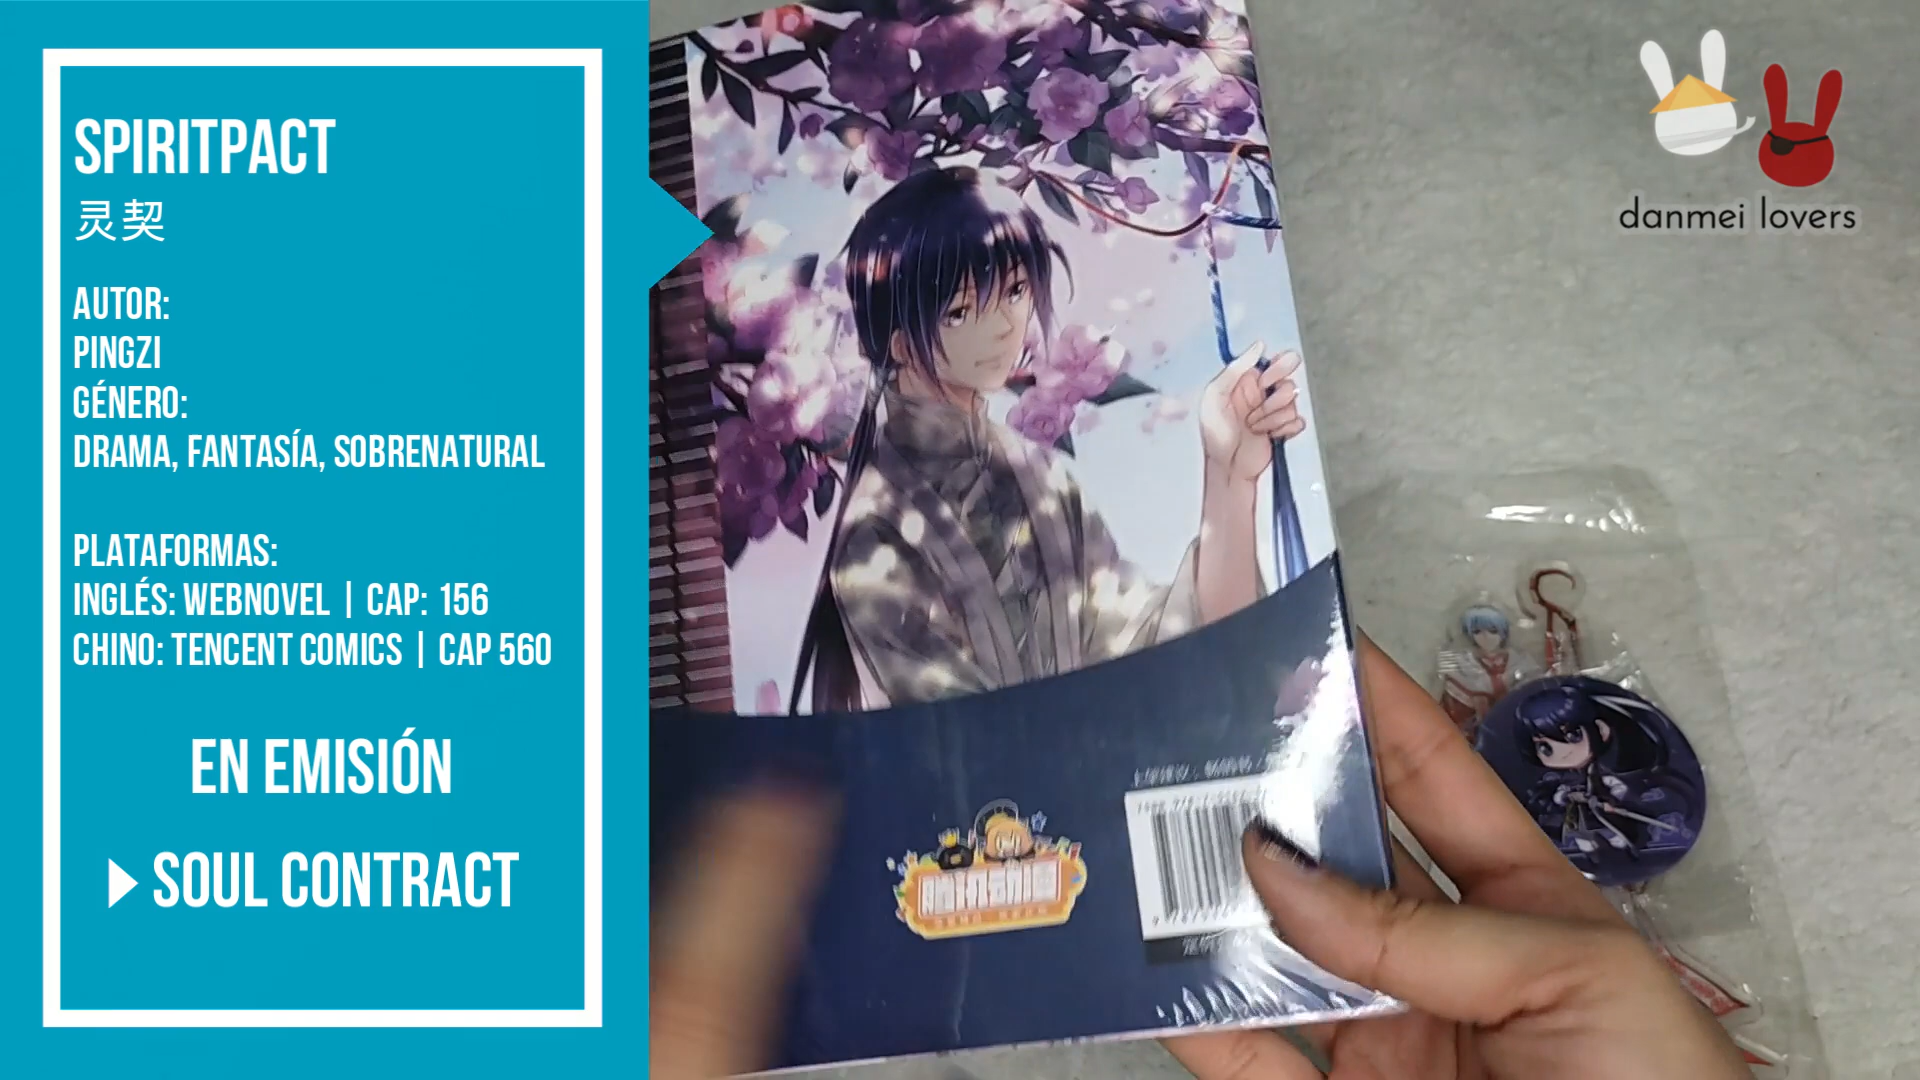 SPIRITPACT
灵契
AUTOR:
PINGZI
GÉNERO:
DRAMA, FANTASÍA, SOBRENATURAL
PLATAFORMAS:
INGLÉS: WEBNOVEL | CAP: 156
CHINO: TENCENT COMICS | CAP 560
EN EMISIÓN
SOUL CONTRACT
danmei lovers